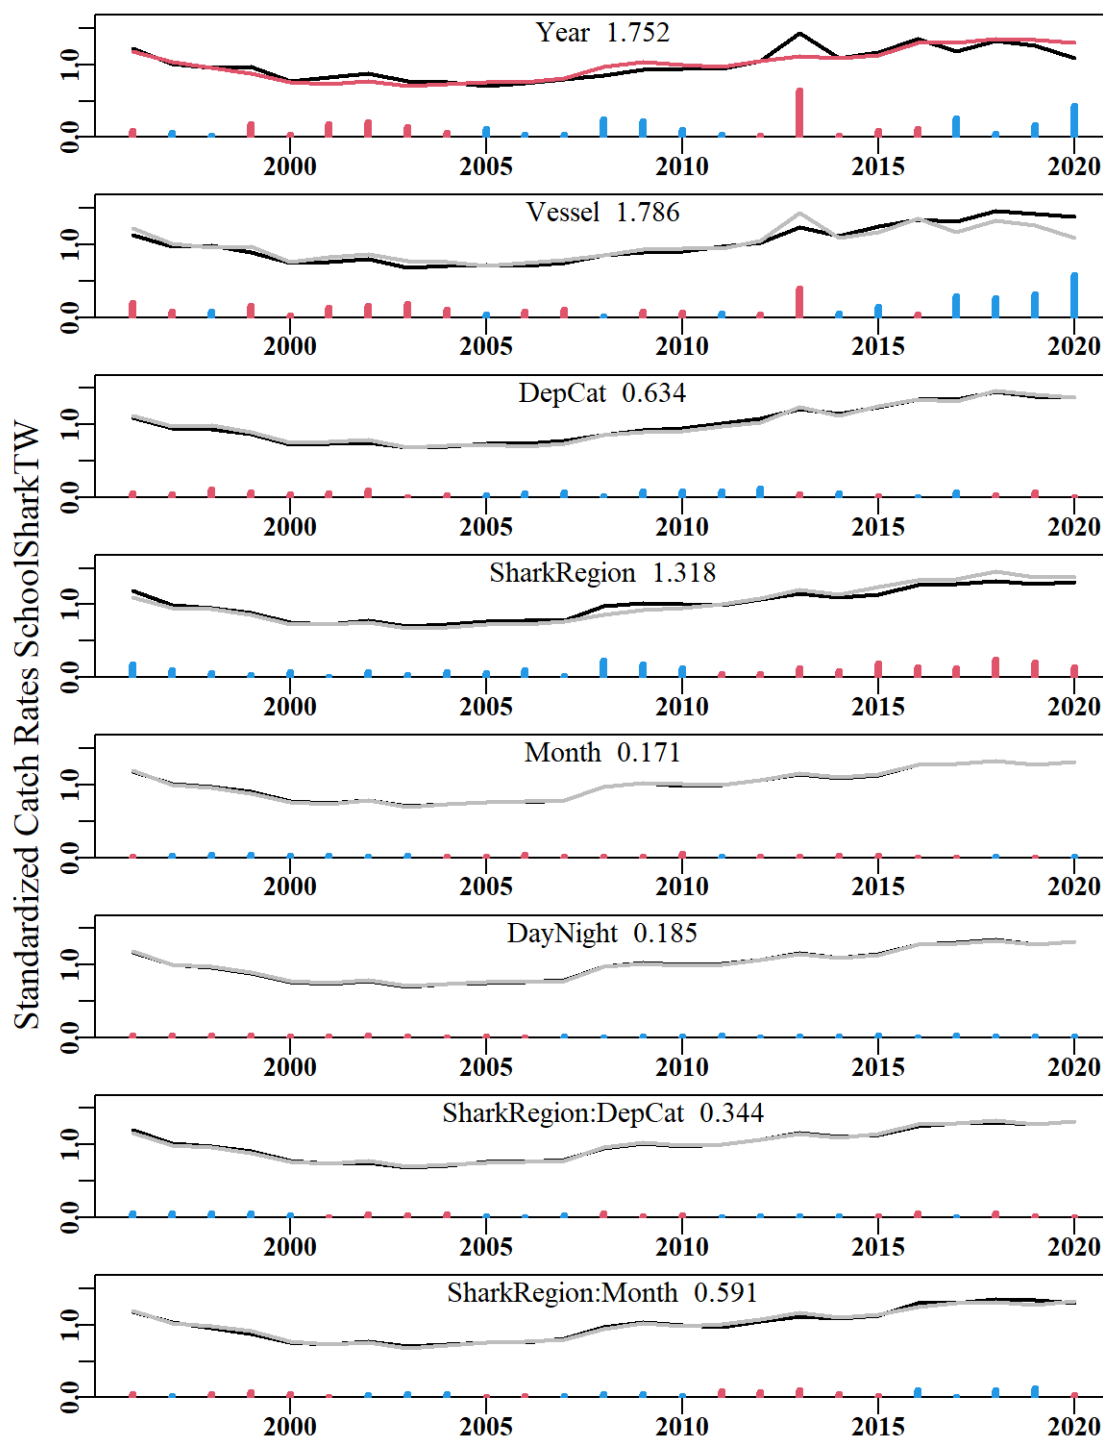 Standardized Catch Rates SchoolSharkTW
Year 1.752
1.0
0.0
2000 2005 2010 2015 2020
Vessel 1.786
1.0
0.0
2000 2005 2010 2015 2020
DepCat 0.634
1.0
0.0
2000 2005 2010 2015 2020
SharkRegion 1.318
1.0
0.0
2000 2005 2010 2015 2020
Month 0.171
1.0
0.0
2000 2005 2010 2015 2020
DayNight 0.185
1.0
0.0
2000 2005 2010 2015 2020
SharkRegion:DepCat 0.344
1.0
0.0
2000 2005 2010 2015 2020
SharkRegion:Month 0.591
1.0
0.0
2000 2005 2010 2015 2020